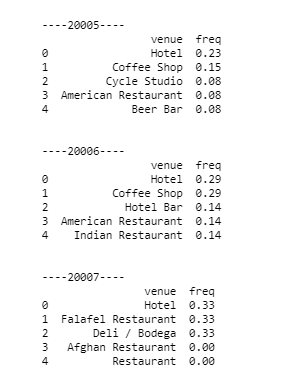 ----20005----
venue freq
0 Hotel 0.23
1 Coffee Shop 0.15
2 Cycle Studio 0.08
3 American Restaurant 0.08
4 Beer Bar 0.08
----20006----
venue freq
0 Hotel 0.29
1 Coffee Shop 0.29
2 Hotel Bar 0.14
3 American Restaurant 0.14
4 Indian Restaurant 0.14
----20007----
venue freq
0 Hotel 0.33
1 Falafel Restaurant 0.33
2 Deli / Bodega 0.33
3 Afghan Restaurant 0.00
4 Restaurant 0.00